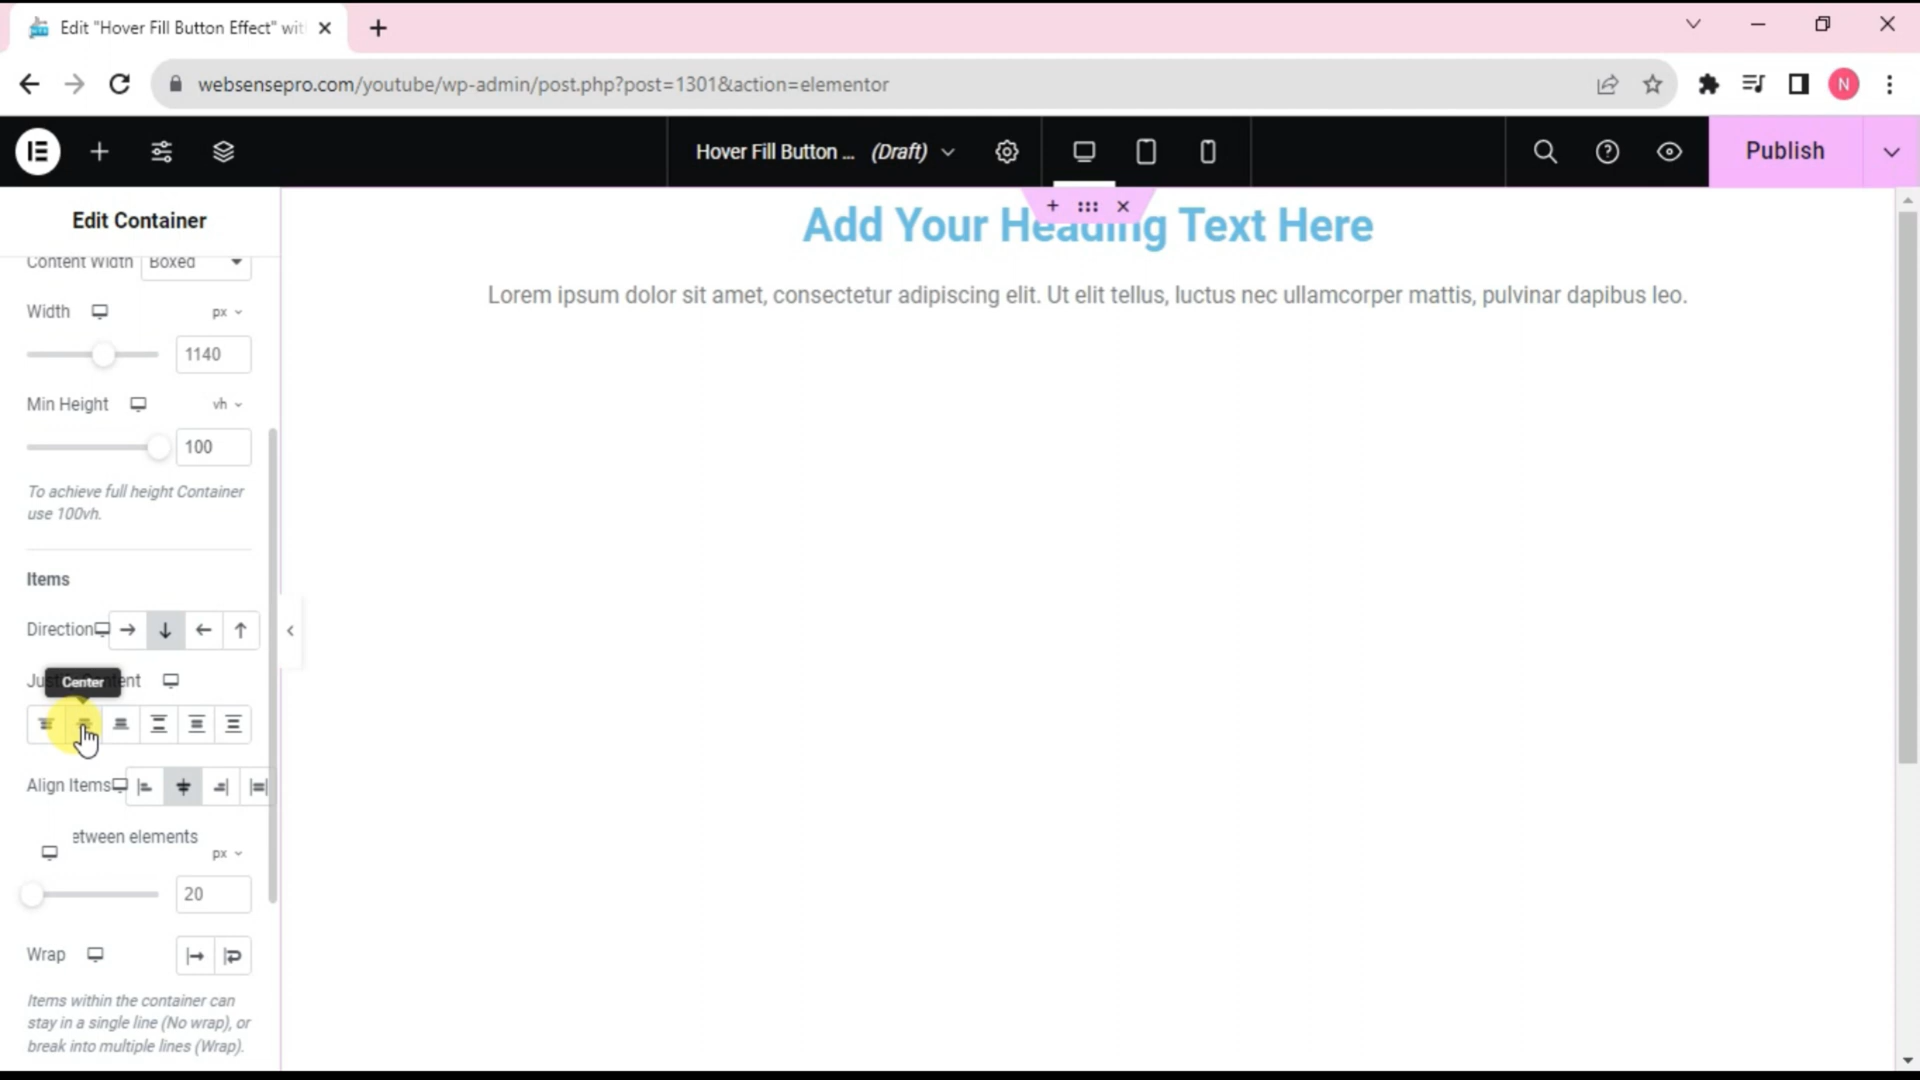 Edit "Hover Fill Button Effect" wit
websensepro.com/youtube/wp-admin/post.php?post=1301&action=elementor
N
Hover Fill Button ... (Draft)
Publish
Edit Container
Content Width Boxed
Width px
1140
Min Height vh
100
To achieve full height Container
use 100vh.
Items
Direction
Center
Align Items
etween elements
px
20
Wrap
Items within the container can
stay in a single line (No wrap), or
break into multiple lines (Wrap).
Add Your Heading Text Here
Lorem ipsum dolor sit amet, consectetur adipiscing elit. Ut elit tellus, luctus nec ullamcorper mattis, pulvinar dapibus leo.